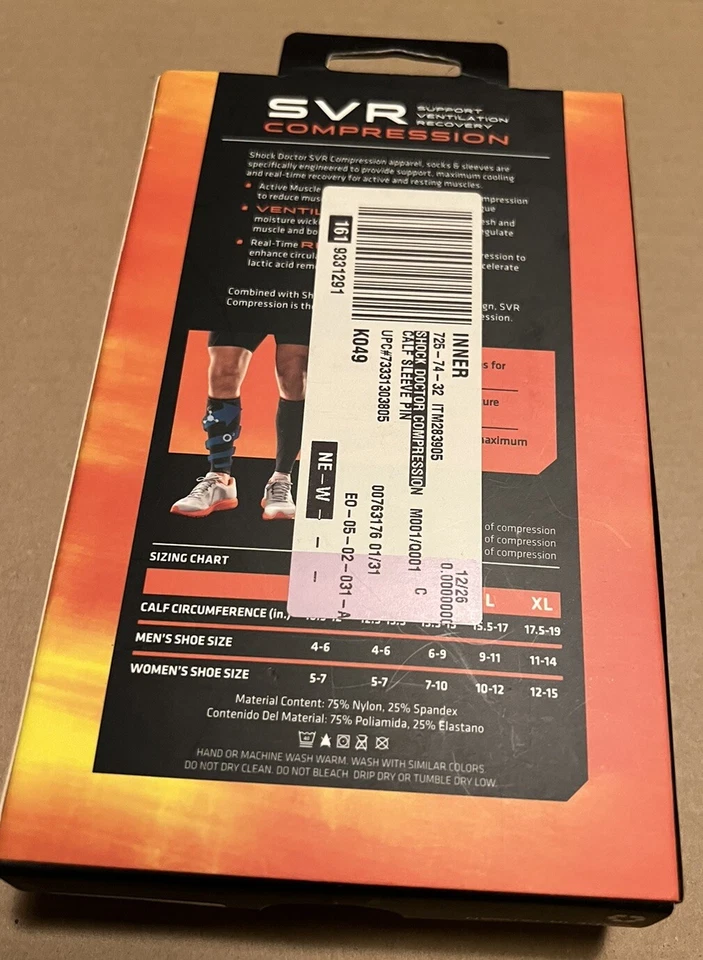 SVR SUPPORT VENTILATION RECOVERY
COMPRESSION
Shock Doctor SVR Compression apparel, socks & sleeves are
specifically engineered to provide support, maximum cooling
and real-time recovery for active and resting muscles.
Active Muscle mpression
to reduce mus gue
VENTIL esh and
moisture wick egulate
muscle and bo
Real-Time R ession to
enhance circul celerate
lactic acid rem
Combined with Sh gn, SVR
Compression is the ession.
s for
ture
maximum
of compression
of compression
of compression
161 9331291
INNER
725-74-32 ITM283905
SHOCK DOCTOR COMPRESSION M001/Q001 C
CALF SLEEVE PIN
UPC#73331303805
K049
12/26
0.000000
00763176 01/31
EO-05-02-031-A
NE-W
SIZING CHART
L XL
CALF CIRCUMFERENCE (in.) 15.5-17 17.5-19
MEN'S SHOE SIZE 4-6 4-6 6-9 9-11 11-14
WOMEN'S SHOE SIZE 5-7 5-7 7-10 10-12 12-15
Material Content: 75% Nylon, 25% Spandex
Contenido Del Material: 75% Poliamida, 25% Elastano
HAND OR MACHINE WASH WARM. WASH WITH SIMILAR COLORS.
DO NOT DRY CLEAN. DO NOT BLEACH. DRIP DRY OR TUMBLE DRY LOW.